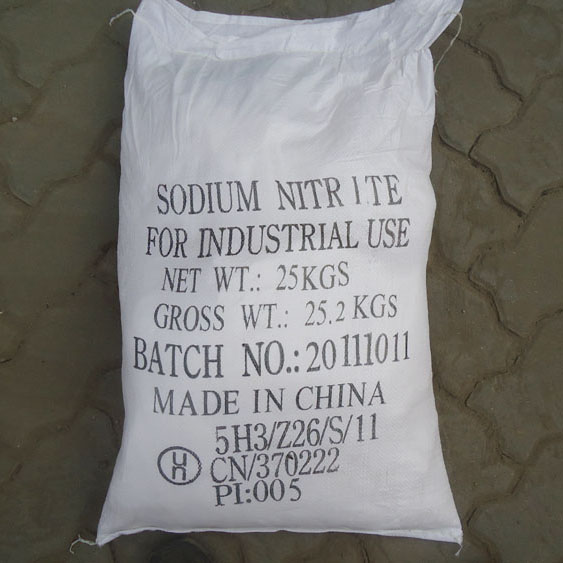 SODIUM NITRITE
FOR INDUSTRIAL USE
NET WT.: 25KGS
GROSS WT.: 25.2 KGS
BATCH NO.: 20111011
MADE IN CHINA
5H3/Z26/S/11
CN/370222
PI:005